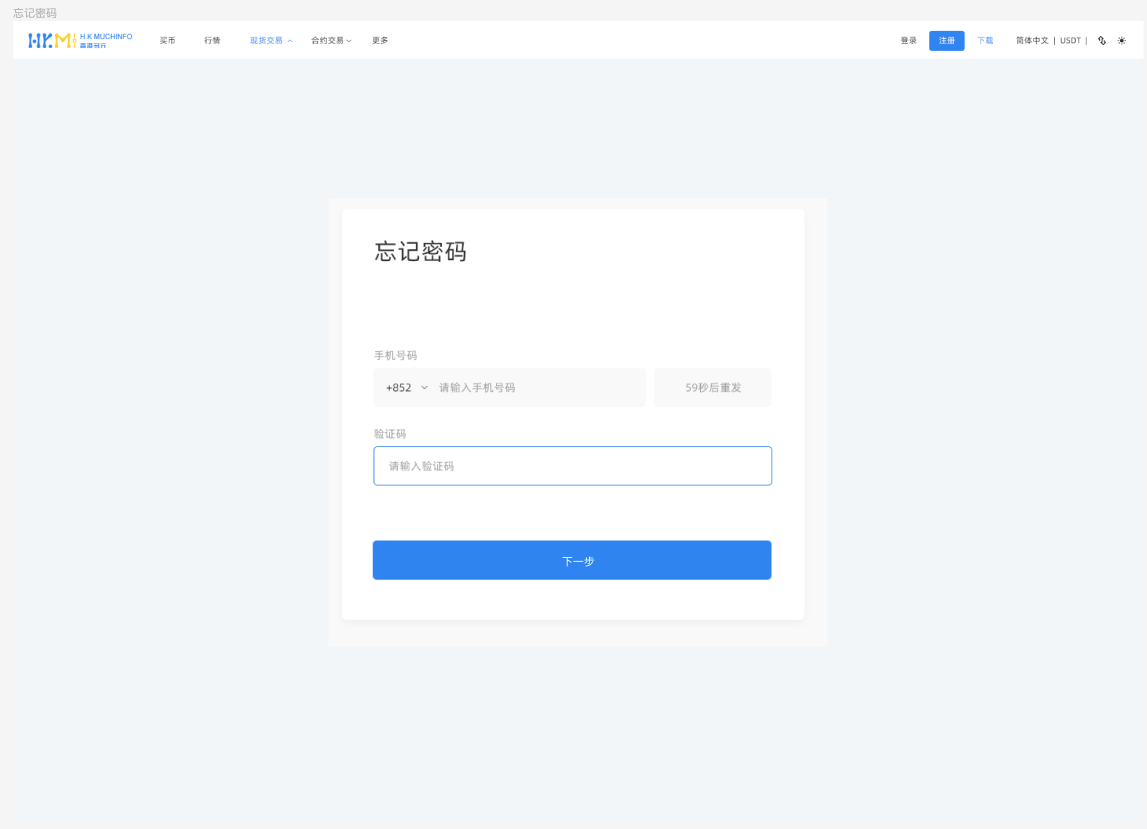 忘记密码
H.K MUCHINFO
买币 行情 现货交易 合约交易 更多 登录 注册 下载 简体中文 | USDT |
忘记密码
手机号码
+852 请输入手机号码 59秒后重发
验证码
请输入验证码
下一步